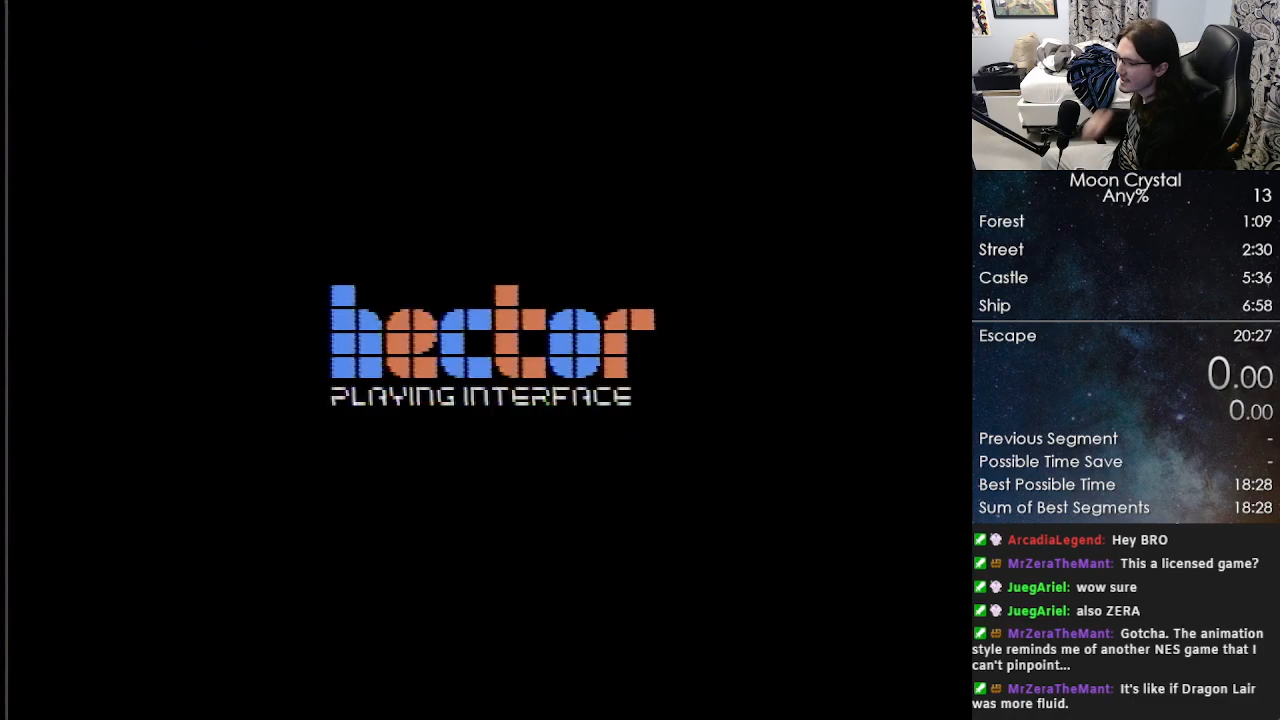 hector
PLAYING INTERFACE
Moon Crystal
Any% 13
Forest 1:09
Street 2:30
Castle 5:36
Ship 6:58
Escape 20:27
0.00
0.00
Previous Segment -
Possible Time Save -
Best Possible Time 18:28
Sum of Best Segments 18:28
ArcadiaLegend: Hey BRO
MrZeraTheMant: This a licensed game?
JuegAriel: wow sure
JuegAriel: also ZERA
MrZeraTheMant: Gotcha. The animation
style reminds me of another NES game that I
can't pinpoint...
MrZeraTheMant: It's like if Dragon Lair
was more fluid.